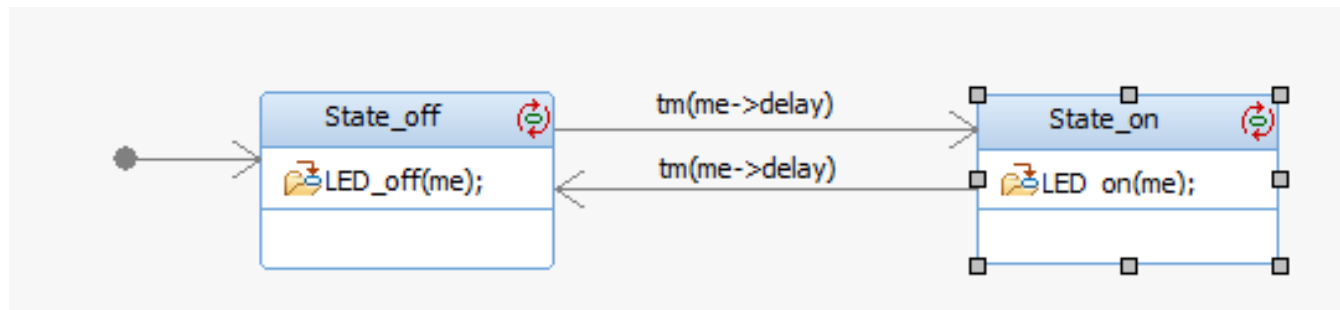 State_off
tm(me->delay)
State_on
LED_off(me);
tm(me->delay)
LED on(me);